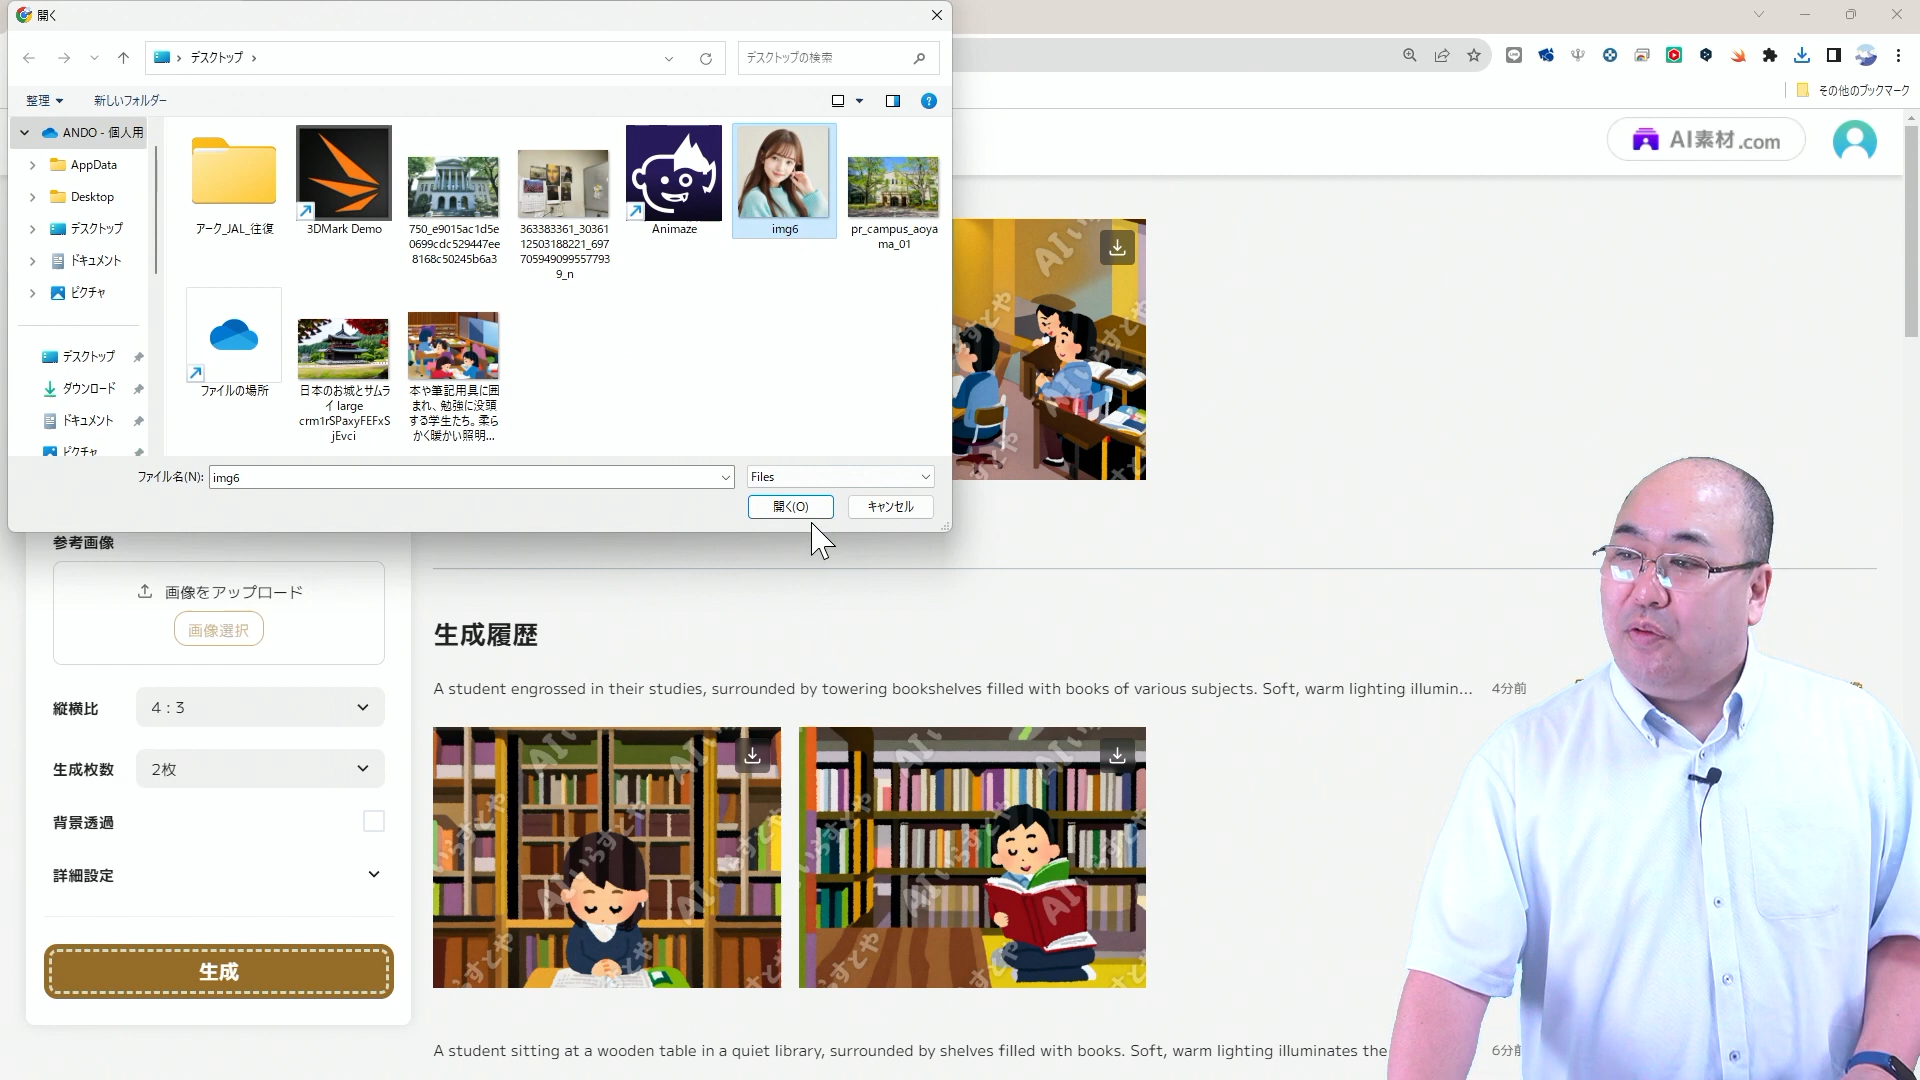 開く
デスクトップ
デスクトップの検索
整理
新しいフォルダー
その他のブックマーク
AI素材.com
ANDO - 個人用
AppData
Desktop
デスクトップ
ドキュメント
ピクチャ
デスクトップ
ダウンロード
ドキュメント
ピクチャ
アーク_JAL_往復
3DMark Demo
750_e9015ac1d5e
0699cdc529447ee
8168c50245b6a3
363383361_30361
12503188221_697
705949099557793
9_n
Animaze
img6
pr_campus_aoya
ma_01
ファイルの場所
日本のお城とサムラ
イ large
crm1rSPaxyFEFxS
jEvci
本や筆記用具に囲
まれ、勉強に没頭
する学生たち。柔ら
かく暖かい照明...
ファイル名(N):
img6
Files
開く(O)
キャンセル
参考画像
画像をアップロード
画像選択
縦横比
4 : 3
生成枚数
2枚
背景透過
詳細設定
生成
生成履歴
A student engrossed in their studies, surrounded by towering bookshelves filled with books of various subjects. Soft, warm lighting illumin...
4分前
A student sitting at a wooden table in a quiet library, surrounded by shelves filled with books. Soft, warm lighting illuminates the
6分前